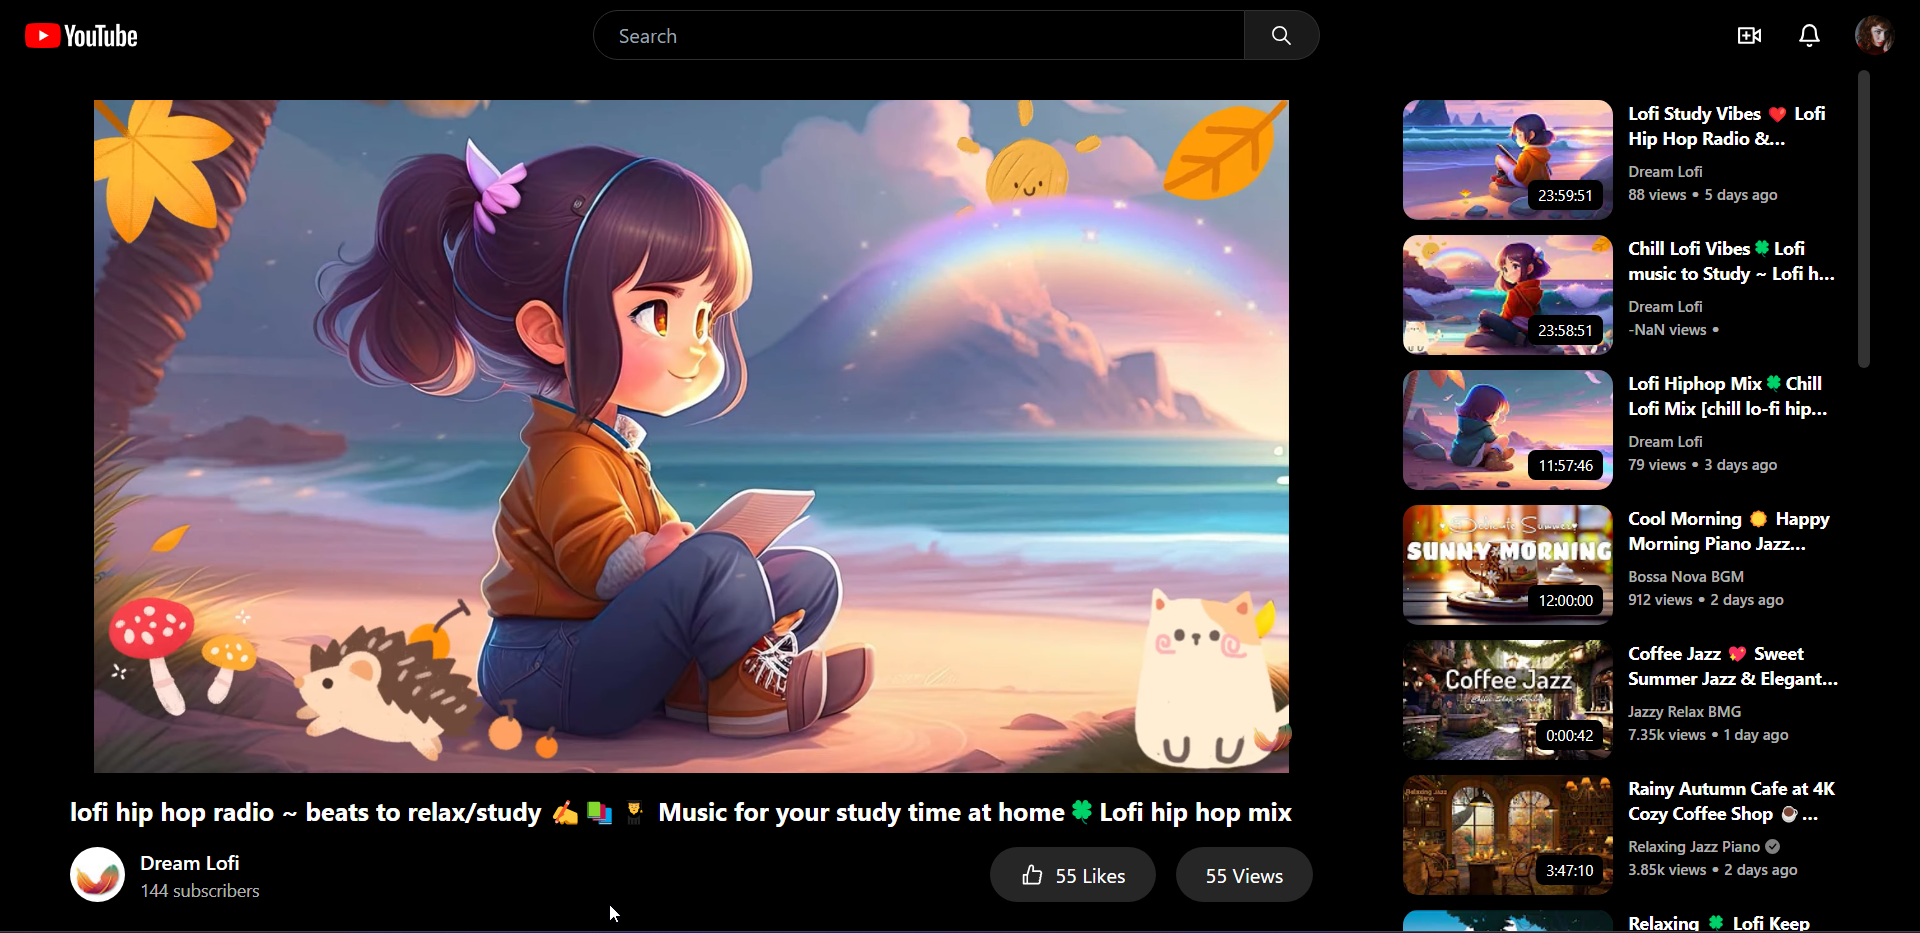 YouTube
Search
lofi hip hop radio ~ beats to relax/study ✍️📚👩‍🎓 Music for your study time at home🍀Lofi hip hop mix
Dream Lofi
144 subscribers
55 Likes
55 Views
23:59:51
Lofi Study Vibes ❤️ Lofi
Hip Hop Radio &...
Dream Lofi
88 views • 5 days ago
23:58:51
Chill Lofi Vibes🍀Lofi
music to Study ~ Lofi h...
Dream Lofi
-NaN views •
11:57:46
Lofi Hiphop Mix🍀Chill
Lofi Mix [chill lo-fi hip...
Dream Lofi
79 views • 3 days ago
SUNNY MORNING
12:00:00
Cool Morning 🌼 Happy
Morning Piano Jazz...
Bossa Nova BGM
912 views • 2 days ago
Coffee Jazz
0:00:42
Coffee Jazz 💖 Sweet
Summer Jazz & Elegant...
Jazzy Relax BMG
7.35k views • 1 day ago
Relaxing Jazz
Piano
3:47:10
Rainy Autumn Cafe at 4K
Cozy Coffee Shop ☕ ...
Relaxing Jazz Piano
3.85k views • 2 days ago
Relaxing 🍀 Lofi Keep